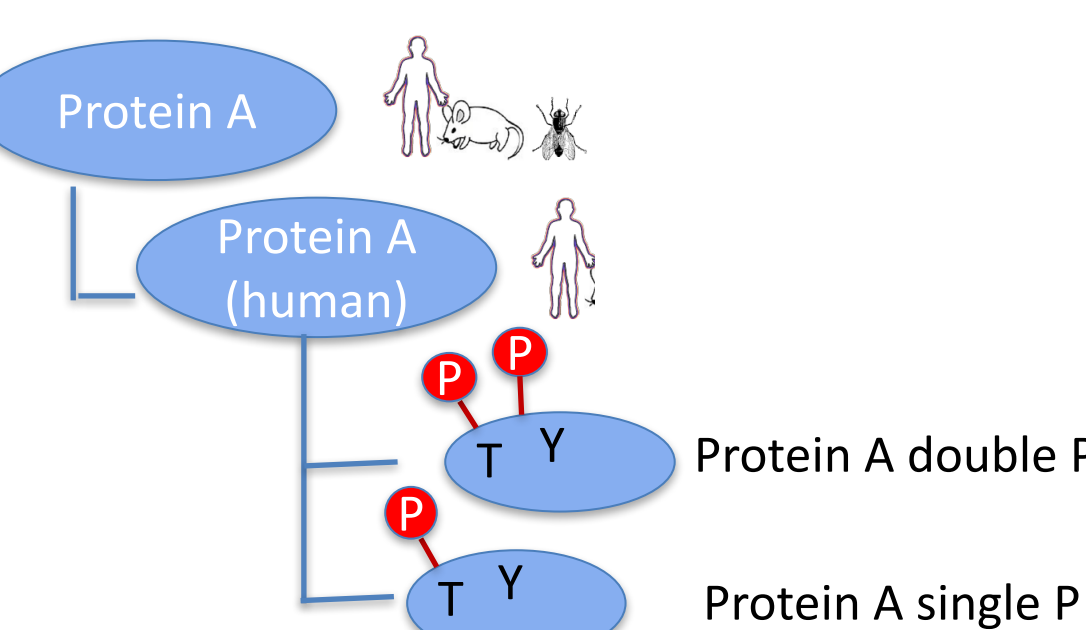 Protein A
Protein A
(human)
P
P
T
Y
Protein A double P
P
T
Y
Protein A single P